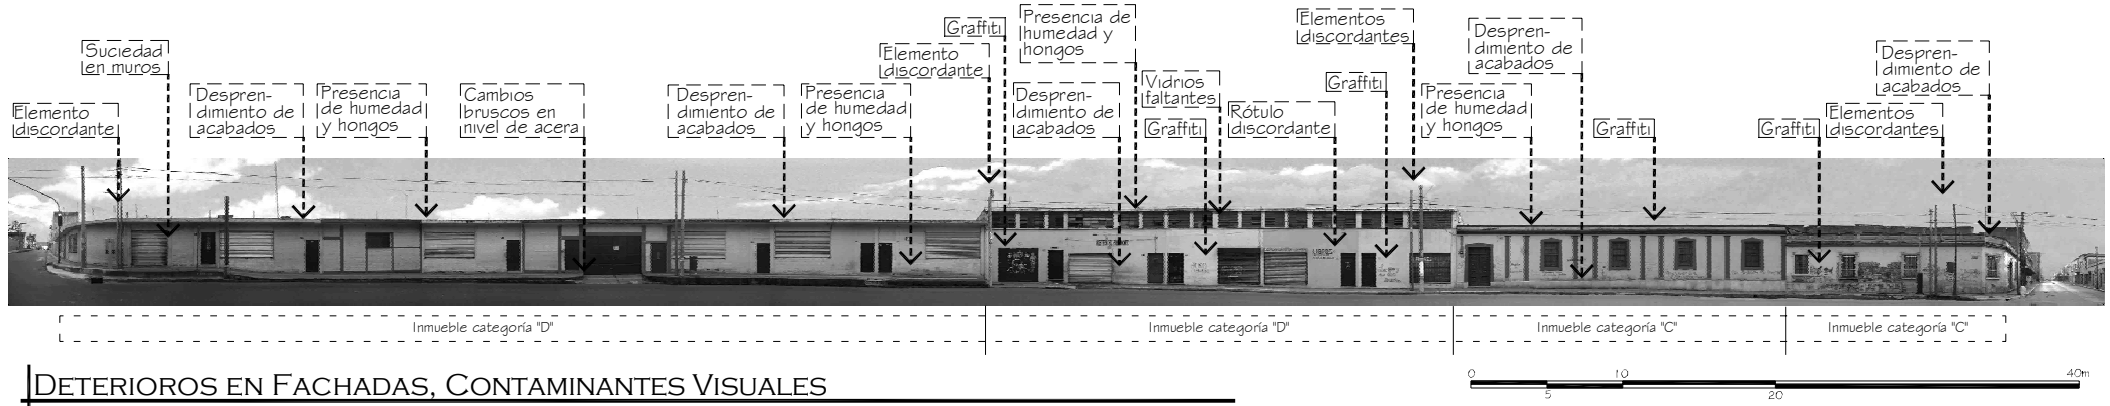 Elemento
discordante
Suciedad
en muros
Despren-
dimiento de
acabados
Presencia
de humedad
y hongos
Cambios
bruscos en
nivel de acera
Despren-
dimiento de
acabados
Presencia
de humedad
y hongos
Elemento
discordante
Graffiti
Presencia de
humedad y
hongos
Despren-
dimiento de
acabados
Vidrios
faltantes
Graffiti
Rótulo
discordante
Elementos
discordantes
Graffiti
Presencia
de humedad
y hongos
Despren-
dimiento de
acabados
Graffiti
Graffiti
Elementos
discordantes
Despren-
dimiento de
acabados
Inmueble categoría "D"
Inmueble categoría "D"
Inmueble categoría "C"
Inmueble categoría "C"
DETERIOROS EN FACHADAS, CONTAMINANTES VISUALES
0 10 40m
5 20